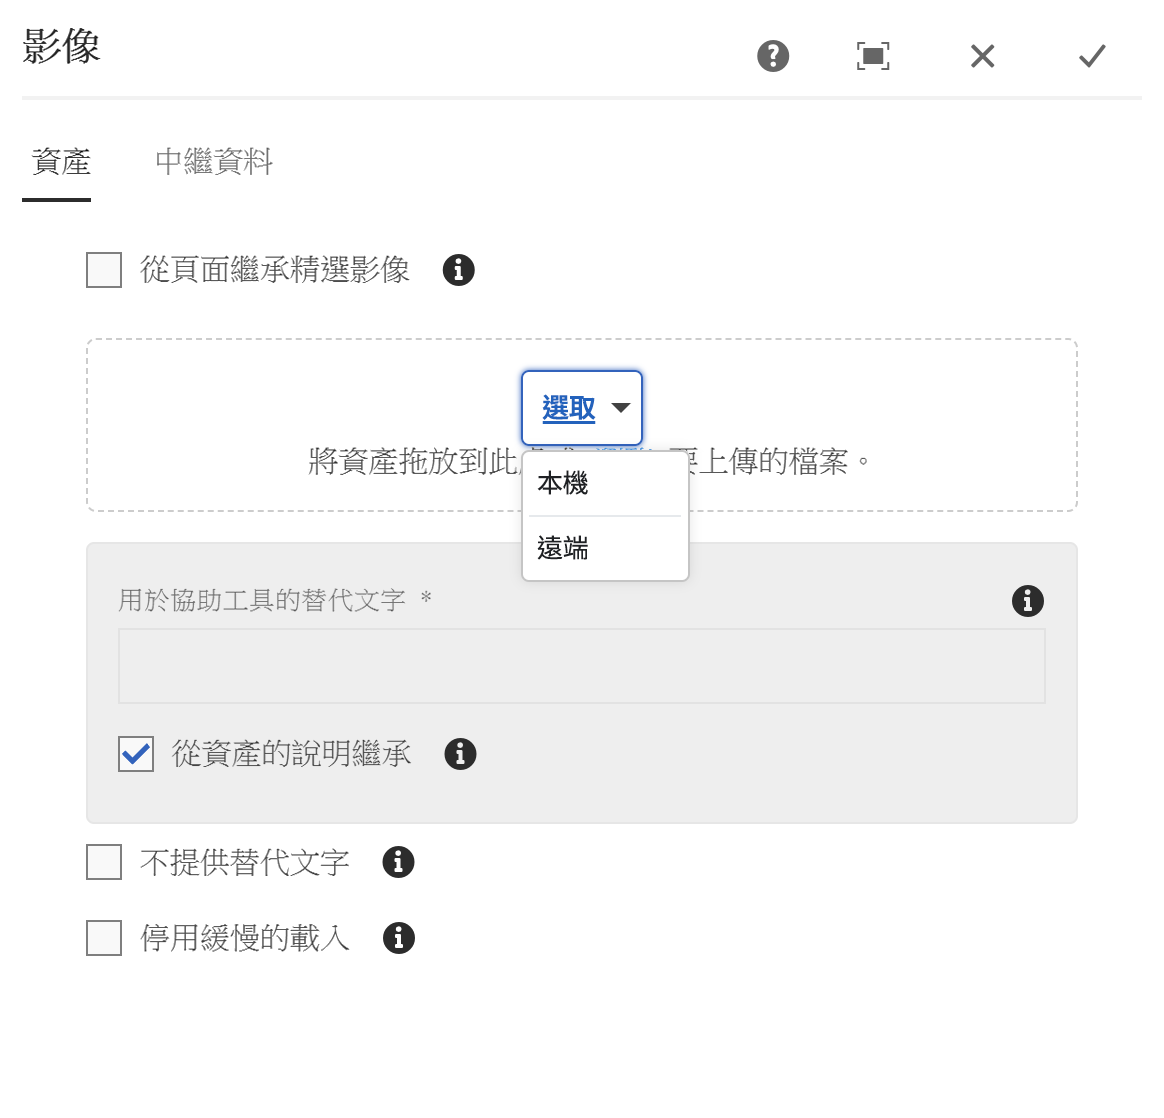 影像
資產 中繼資料
從頁面繼承精選影像
選取
將資產拖放到此 要上傳的檔案。
本機
遠端
用於協助工具的替代文字 *
從資產的說明繼承
不提供替代文字
停用緩慢的載入